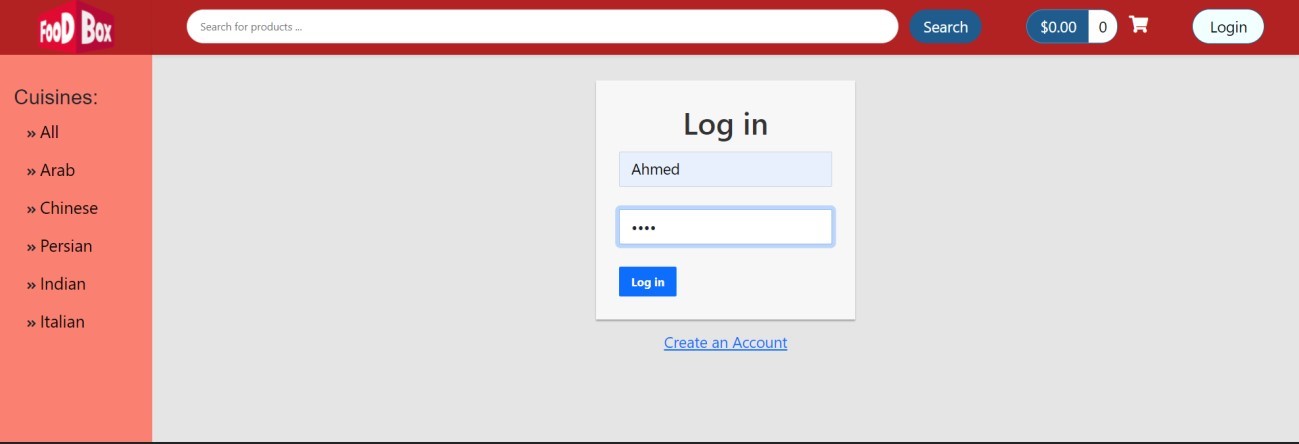 FooD Box
Search for products ...
Search
$0.00 0
Login
Cuisines:
» All
» Arab
» Chinese
» Persian
» Indian
» Italian
Log in
Ahmed
••••
Log in
Create an Account